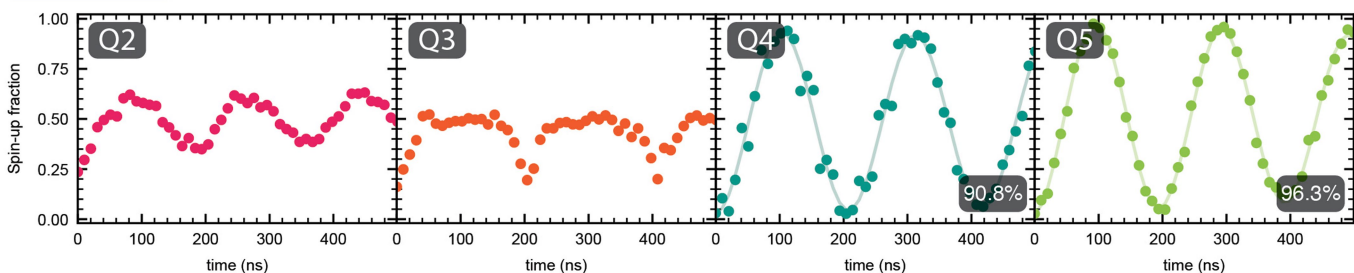 Q2 Q3 Q4 Q5
1.00
0.75
0.50
0.25
0.00
Spin-up fraction
90.8% 96.3%
0 100 200 300 400 0 100 200 300 400 0 100 200 300 400 0 100 200 300 400
time (ns) time (ns) time (ns) time (ns)